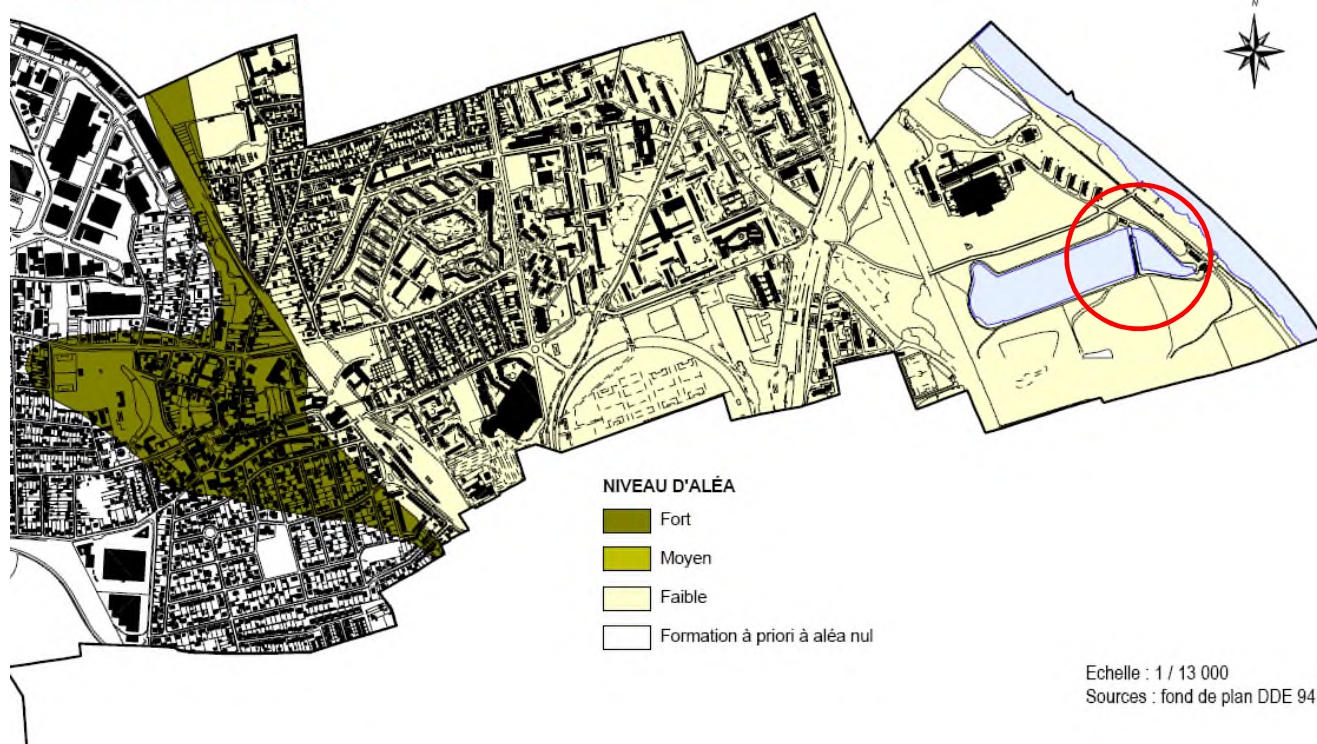 N
NIVEAU D'ALÉA
Fort
Moyen
Faible
Formation à priori à aléa nul
Echelle : 1 / 13 000
Sources : fond de plan DDE 94